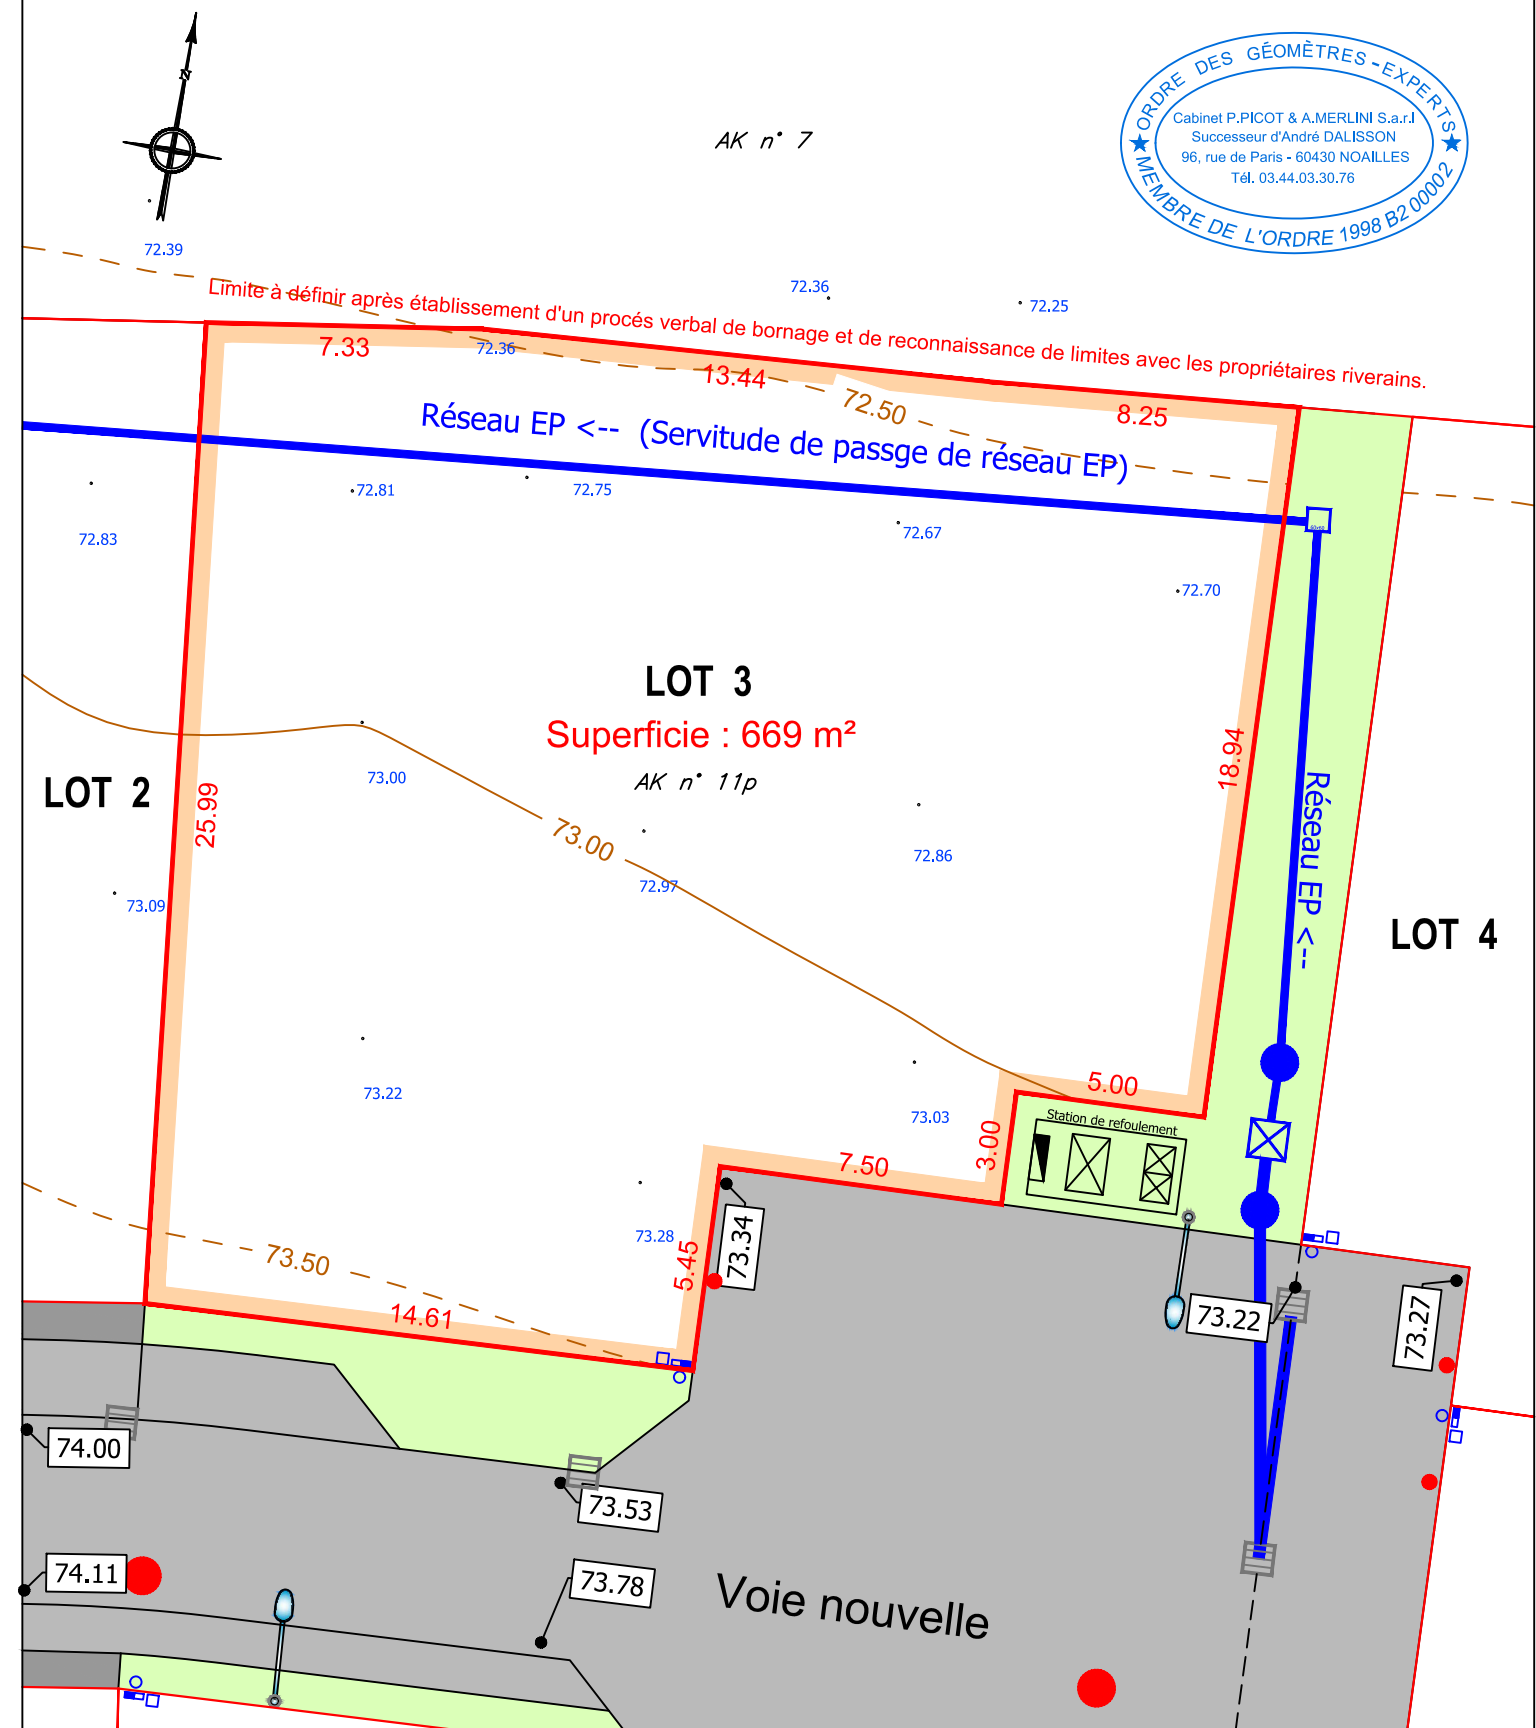 N
AK n° 7
ORDRE DES GÉOMÈTRES - EXPERTS
Cabinet P.PICOT & A.MERLINI S.a.r.l
Successeur d'André DALISSON
96, rue de Paris - 60430 NOAILLES
Tél. 03.44.03.30.76
MEMBRE DE L'ORDRE 1998 B2 00002
72.39
72.36
72.25
Limite à définir après établissement d'un procés verbal de bornage et de reconnaissance de limites avec les propriétaires riverains.
7.33
72.36
13.44
72.50
8.25
Réseau EP <-- (Servitude de passge de réseau EP)
72.81
72.75
72.83
72.67
72.70
LOT 3
Superficie : 669 m²
AK n° 11p
18.94
73.00
LOT 2
25.99
Réseau EP <--
73.00
72.86
72.97
73.09
LOT 4
73.22
73.03
5.00
Station de refoulement
3.00
7.50
73.28
73.34
5.45
73.50
14.61
73.22
73.27
74.00
73.53
74.11
73.78
Voie nouvelle